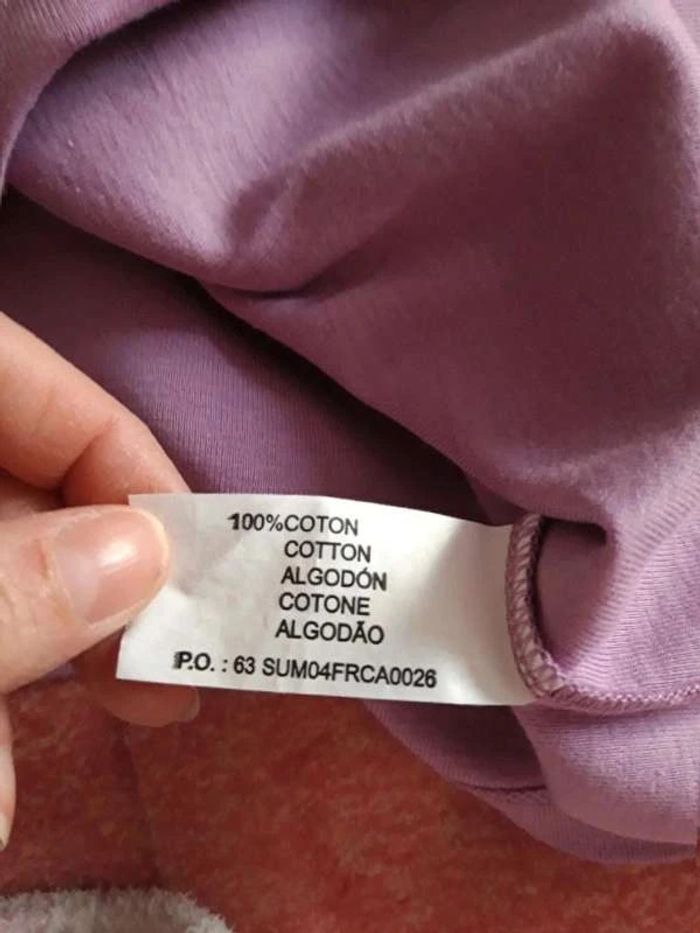 100%COTON
COTTON
ALGODÓN
COTONE
ALGODÃO
P.O. : 63 SUM04FRCA0026